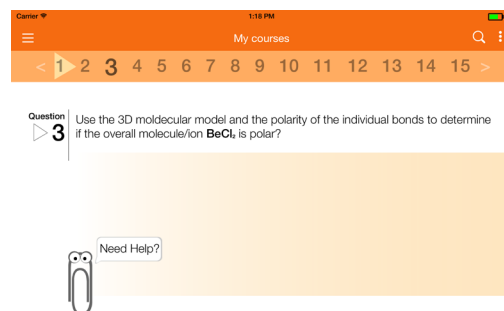 Carrier 1:18 PM
My courses
< 1 2 3 4 5 6 7 8 9 10 11 12 13 14 15 >
Question
3
Use the 3D moldecular model and the polarity of the individual bonds to determine
if the overall molecule/ion BeCl₂ is polar?
Need Help?